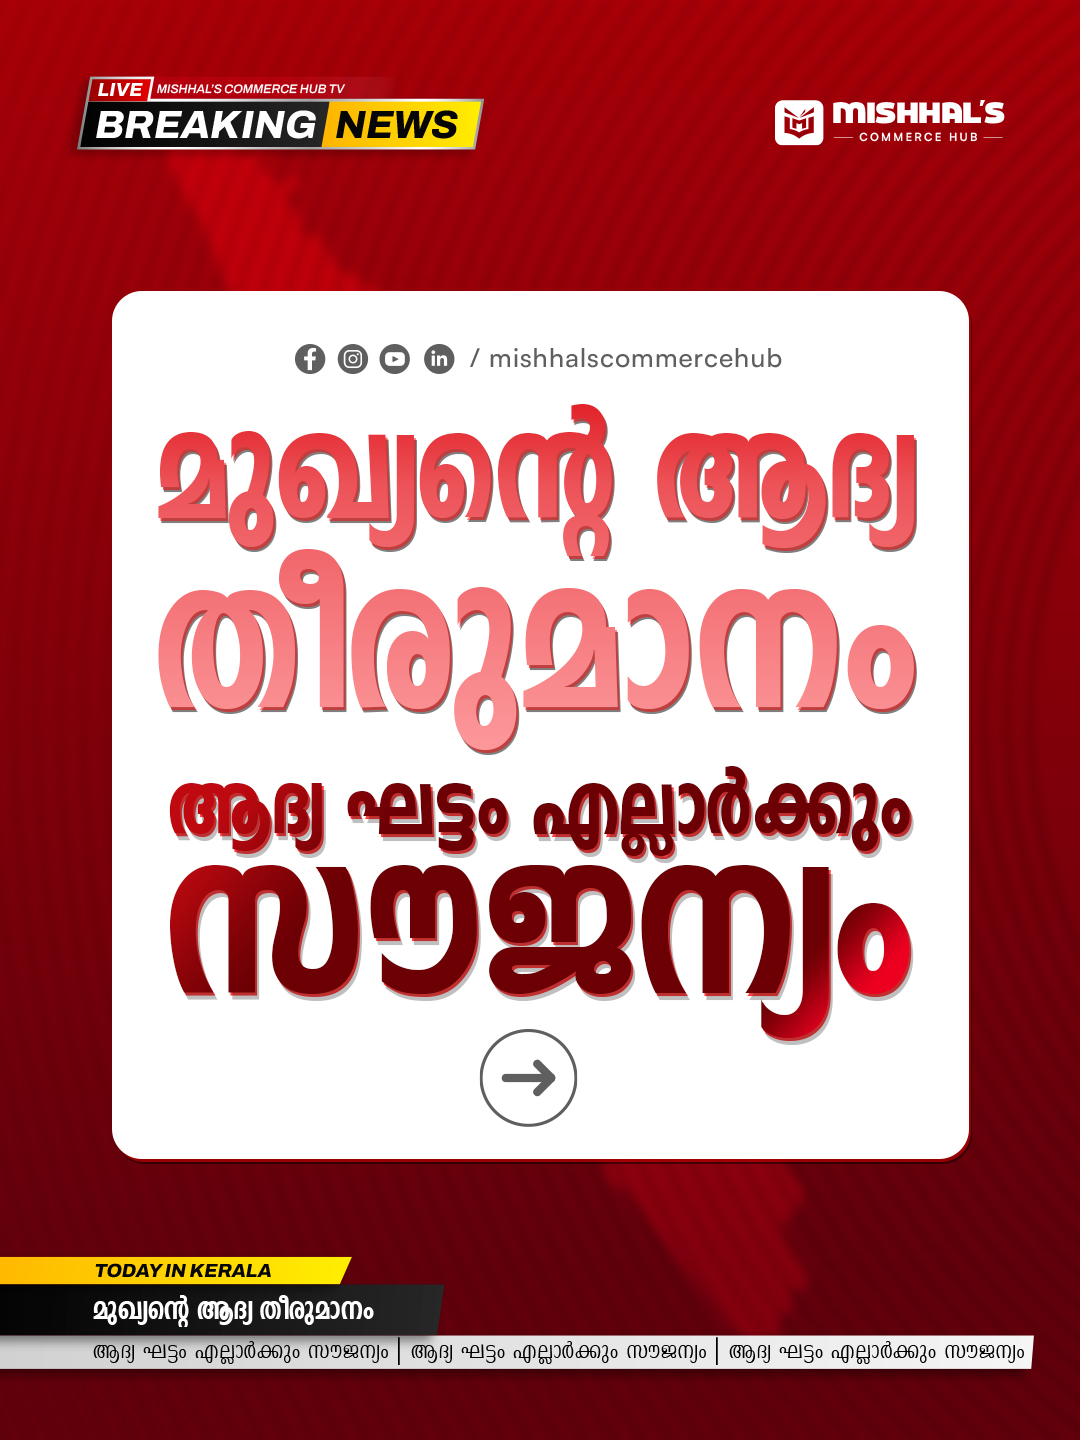 LIVE MISHHAL'S COMMERCE HUB TV
BREAKING NEWS
MISHHAL'S
COMMERCE HUB
/ mishhalscommercehub
മുഖ്യന്റെ ആദ്യ
തീരുമാനം
ആദ്യ ഘട്ടം എല്ലാർക്കും
സൗജന്യം
TODAY IN KERALA
മുഖ്യന്റെ ആദ്യ തീരുമാനം
ആദ്യ ഘട്ടം എല്ലാർക്കും സൗജന്യം | ആദ്യ ഘട്ടം എല്ലാർക്കും സൗജന്യം | ആദ്യ ഘട്ടം എല്ലാർക്കും സൗജന്യം